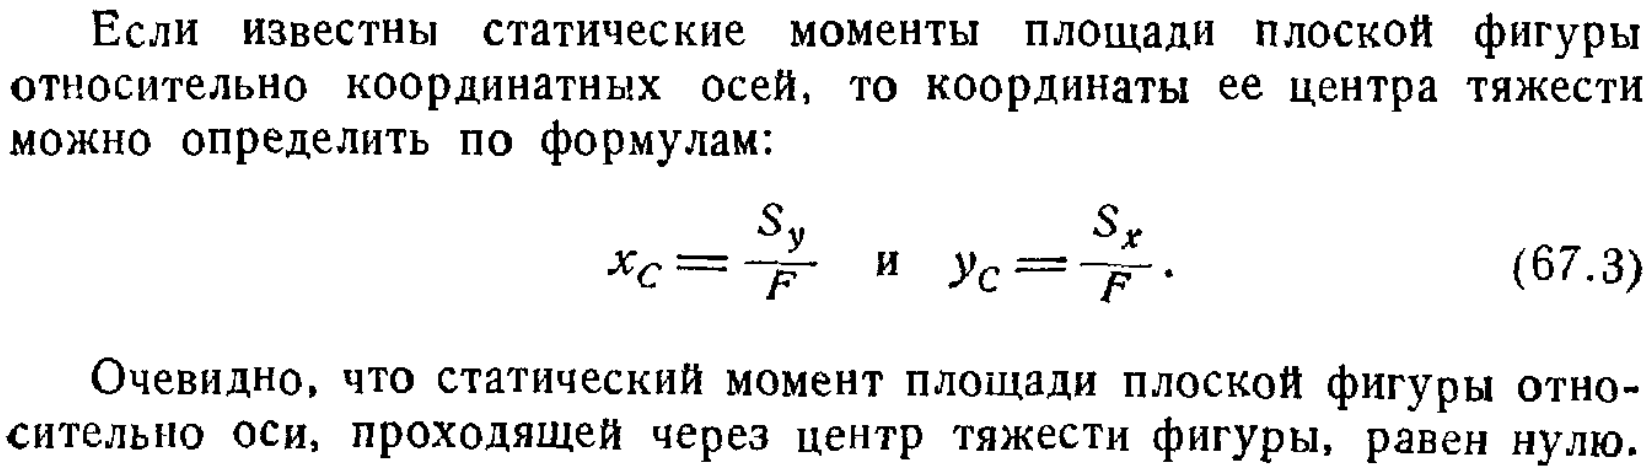 Если известны статические моменты площади плоской фигуры
относительно координатных осей, то координаты ее центра тяжести
можно определить по формулам:
x_C = S_y / F и y_C = S_x / F. (67.3)
Очевидно, что статический момент площади плоской фигуры отно-
сительно оси, проходящей через центр тяжести фигуры, равен нулю.